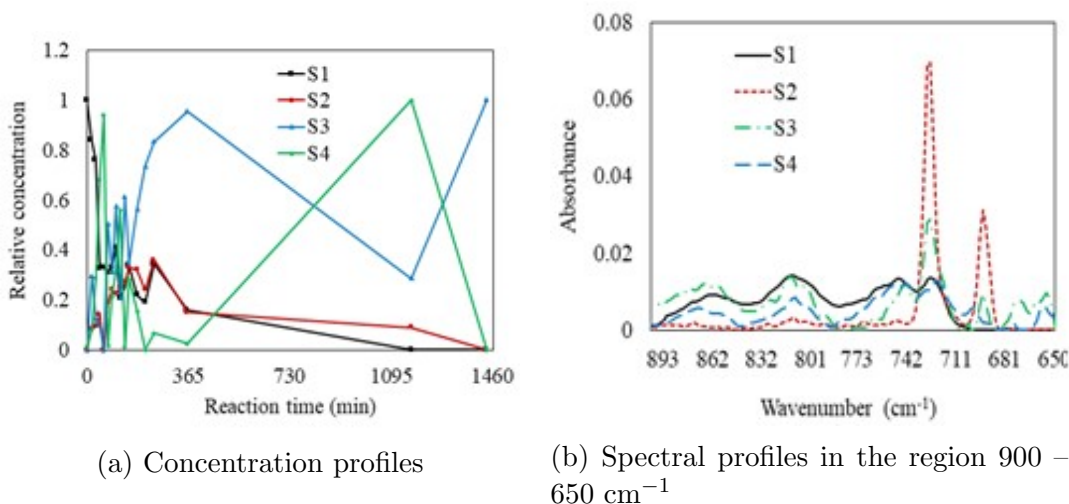 1.2
1
0.8
0.6
0.4
0.2
0
Relative concentration
S1
S2
S3
S4
0 365 730 1095 1460
Reaction time (min)
(a) Concentration profiles
0.08
0.06
0.04
0.02
0
Absorbance
S1
S2
S3
S4
893 862 832 801 773 742 711 681 650
Wavenumber (cm-1)
(b) Spectral profiles in the region 900 –
650 cm−1